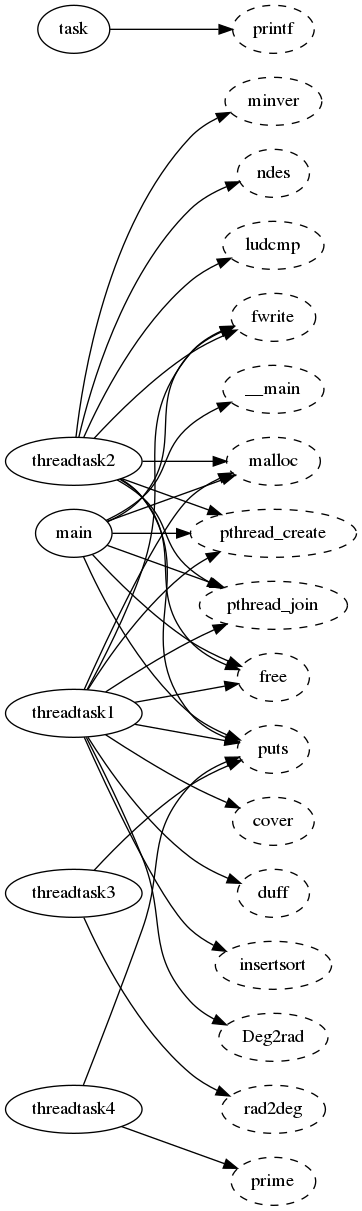 task
printf
minver
ndes
ludcmp
fwrite
__main
threadtask2
malloc
main
pthread_create
pthread_join
free
threadtask1
puts
cover
threadtask3
duff
insertsort
Deg2rad
threadtask4
rad2deg
prime